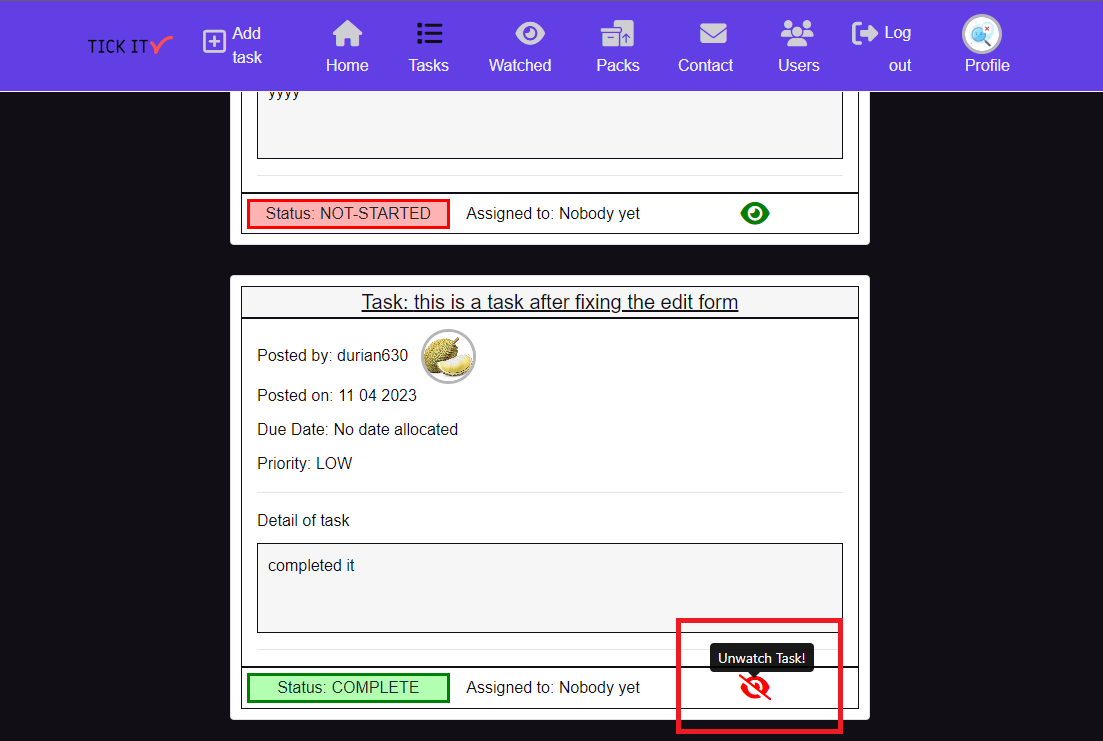 TICK IT
Add
task
Home
Tasks
Watched
Packs
Contact
Users
Log
out
Profile
yyyy
Status: NOT-STARTED
Assigned to: Nobody yet
Task: this is a task after fixing the edit form
Posted by: durian630
Posted on: 11 04 2023
Due Date: No date allocated
Priority: LOW
Detail of task
completed it
Unwatch Task!
Status: COMPLETE
Assigned to: Nobody yet